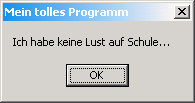 Mein tolles Programm
Ich habe keine Lust auf Schule...
OK